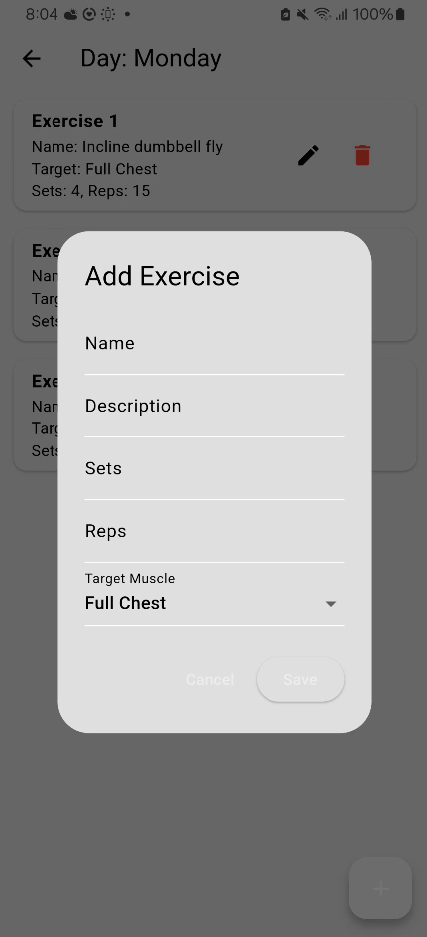 8:04
100%
Day: Monday
Exercise 1
Name: Incline dumbbell fly
Target: Full Chest
Sets: 4, Reps: 15
Exe
Nam
Targ
Sets
Exe
Nam
Targ
Sets
Add Exercise
Name
Description
Sets
Reps
Target Muscle
Full Chest
Cancel
Save